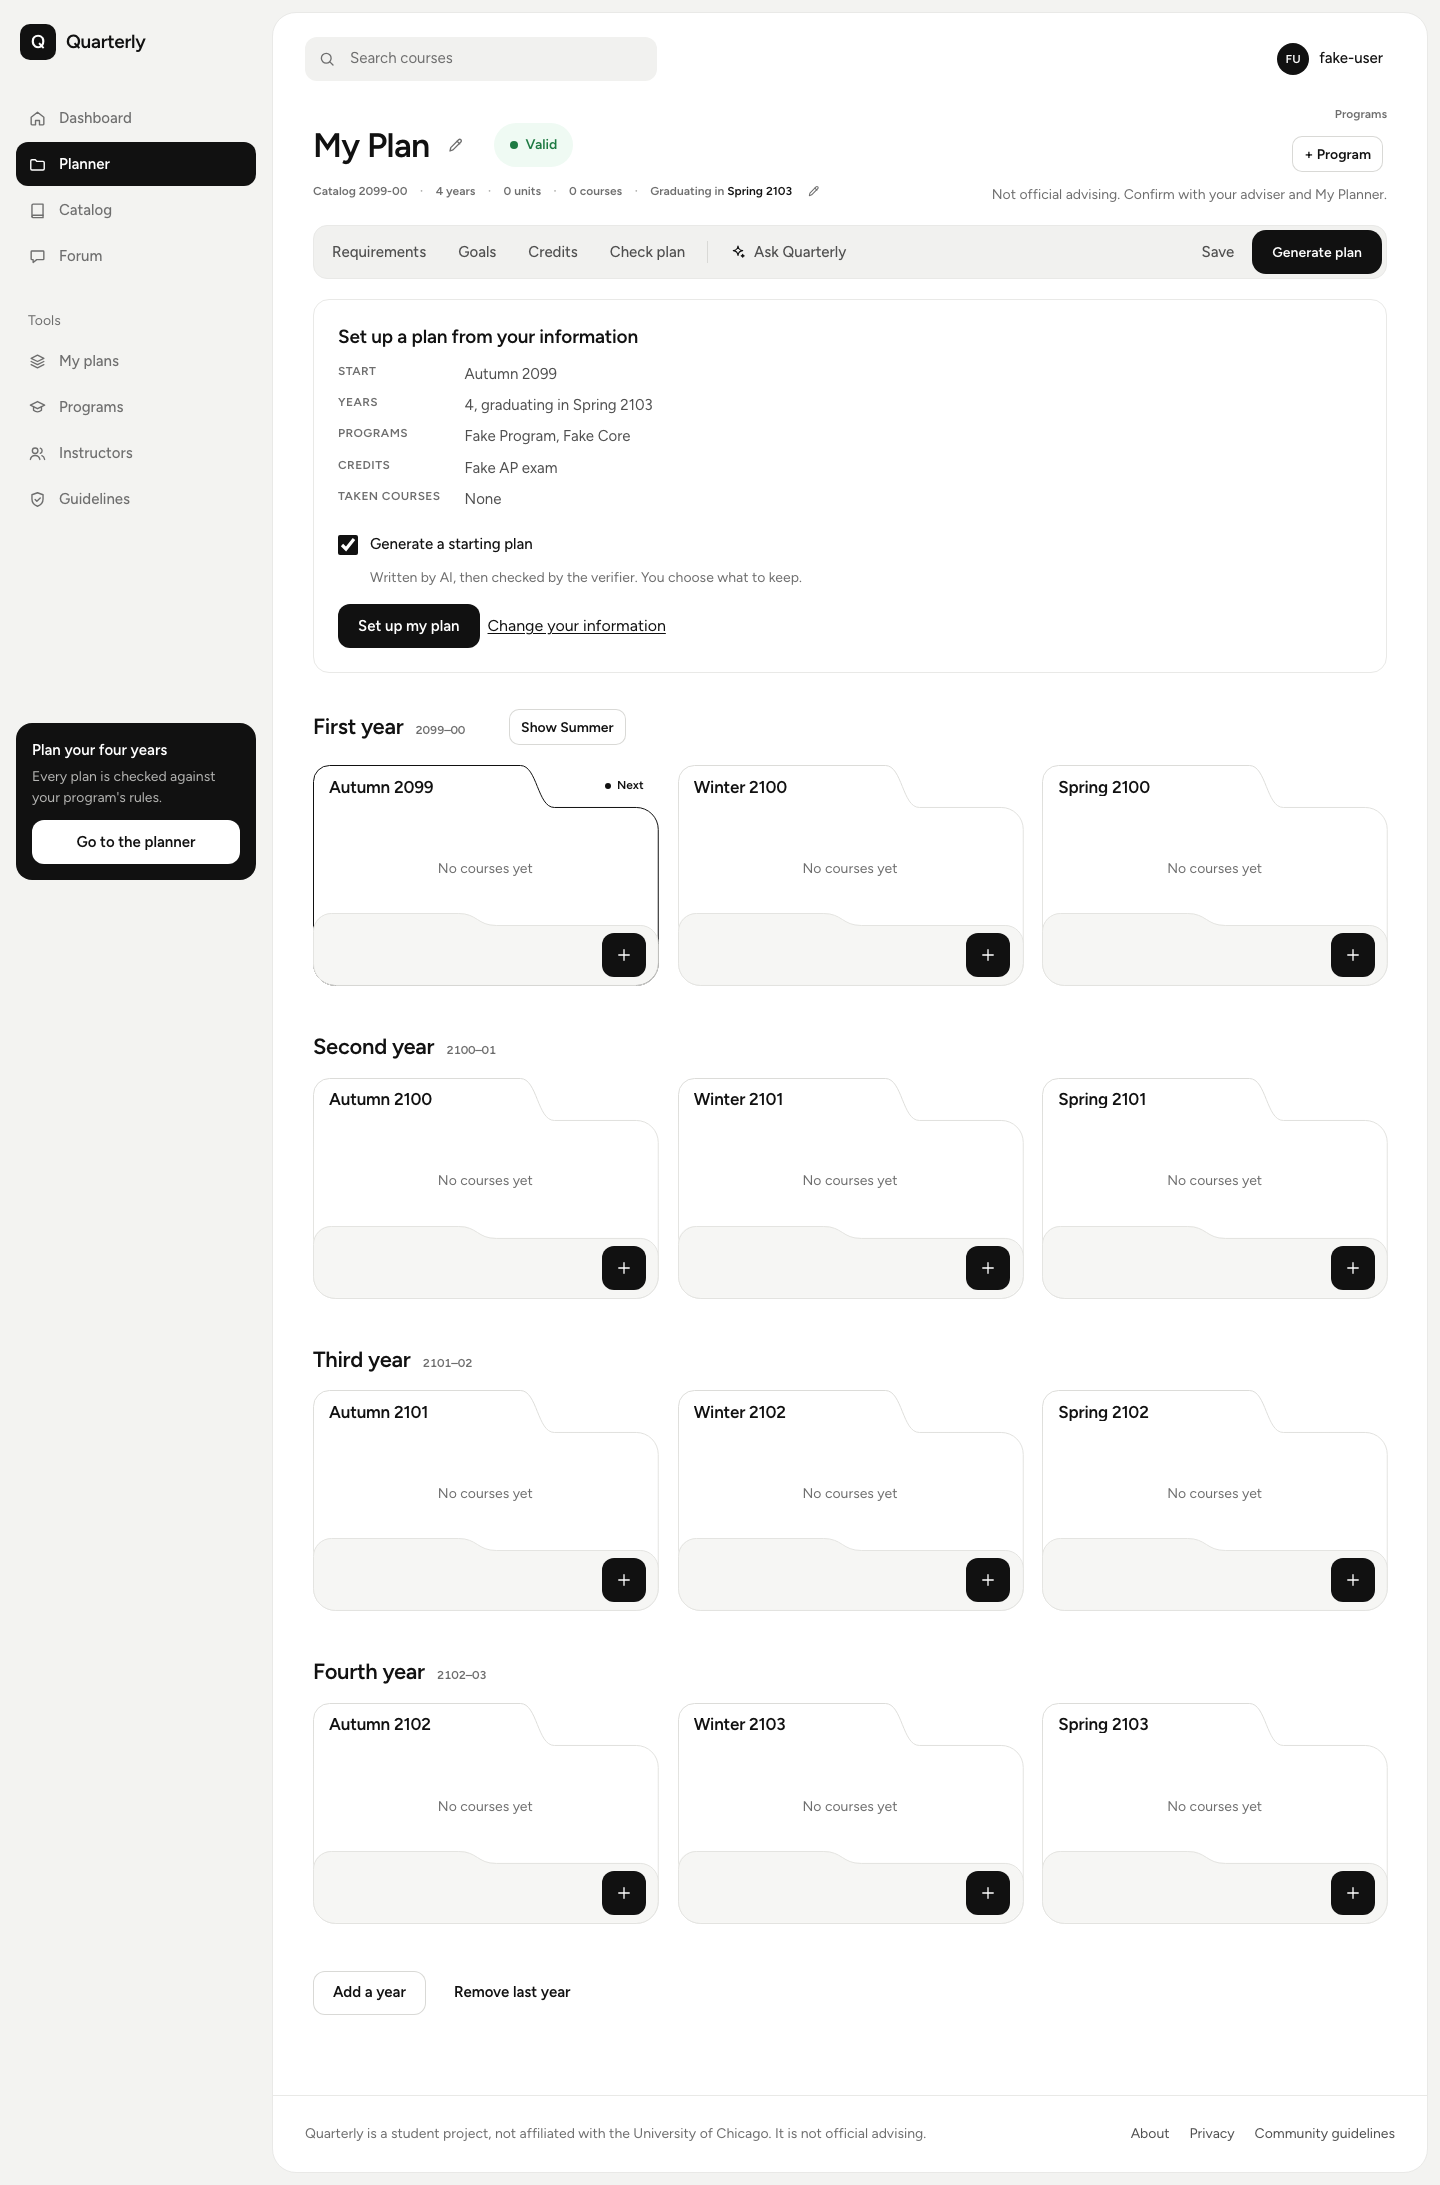 Q Quarterly
Dashboard
Planner
Catalog
Forum
Tools
My plans
Programs
Instructors
Guidelines
Plan your four years
Every plan is checked against
your program's rules.
Go to the planner
Search courses
FU fake-user
My Plan
Valid
Catalog 2099-00 · 4 years · 0 units · 0 courses · Graduating in Spring 2103
Programs
+ Program
Not official advising. Confirm with your adviser and My Planner.
Requirements Goals Credits Check plan Ask Quarterly Save Generate plan
Set up a plan from your information
START Autumn 2099
YEARS 4, graduating in Spring 2103
PROGRAMS Fake Program, Fake Core
CREDITS Fake AP exam
TAKEN COURSES None
Generate a starting plan
Written by AI, then checked by the verifier. You choose what to keep.
Set up my plan Change your information
First year 2099–00 Show Summer
Autumn 2099 Next Winter 2100 Spring 2100
No courses yet No courses yet No courses yet
+ + +
Second year 2100–01
Autumn 2100 Winter 2101 Spring 2101
No courses yet No courses yet No courses yet
+ + +
Third year 2101–02
Autumn 2101 Winter 2102 Spring 2102
No courses yet No courses yet No courses yet
+ + +
Fourth year 2102–03
Autumn 2102 Winter 2103 Spring 2103
No courses yet No courses yet No courses yet
+ + +
Add a year Remove last year
Quarterly is a student project, not affiliated with the University of Chicago. It is not official advising.
About Privacy Community guidelines